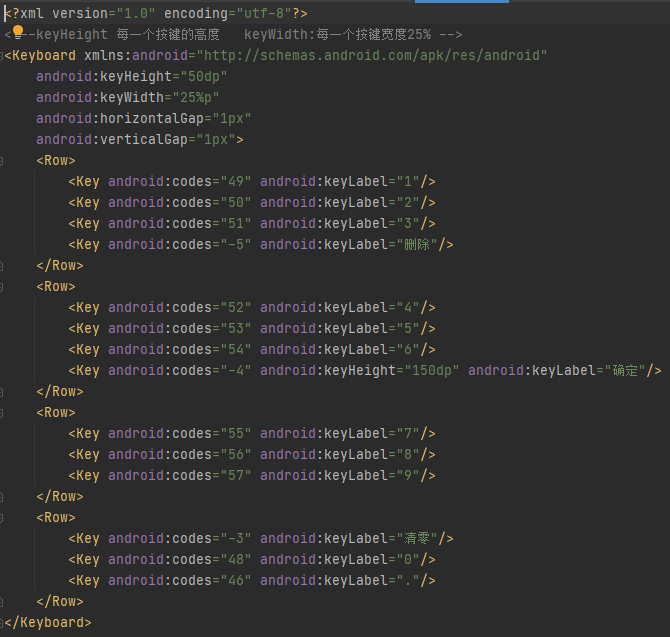 <?xml version="1.0" encoding="utf-8"?>
<!--keyHeight 每一个按键的高度   keyWidth:每一个按键宽度25% -->
<Keyboard xmlns:android="http://schemas.android.com/apk/res/android"
    android:keyHeight="50dp"
    android:keyWidth="25%p"
    android:horizontalGap="1px"
    android:verticalGap="1px">
    <Row>
        <Key android:codes="49" android:keyLabel="1"/>
        <Key android:codes="50" android:keyLabel="2"/>
        <Key android:codes="51" android:keyLabel="3"/>
        <Key android:codes="-5" android:keyLabel="删除"/>
    </Row>
    <Row>
        <Key android:codes="52" android:keyLabel="4"/>
        <Key android:codes="53" android:keyLabel="5"/>
        <Key android:codes="54" android:keyLabel="6"/>
        <Key android:codes="-4" android:keyHeight="150dp" android:keyLabel="确定"/>
    </Row>
    <Row>
        <Key android:codes="55" android:keyLabel="7"/>
        <Key android:codes="56" android:keyLabel="8"/>
        <Key android:codes="57" android:keyLabel="9"/>
    </Row>
    <Row>
        <Key android:codes="-3" android:keyLabel="清零"/>
        <Key android:codes="48" android:keyLabel="0"/>
        <Key android:codes="46" android:keyLabel="."/>
    </Row>
</Keyboard>